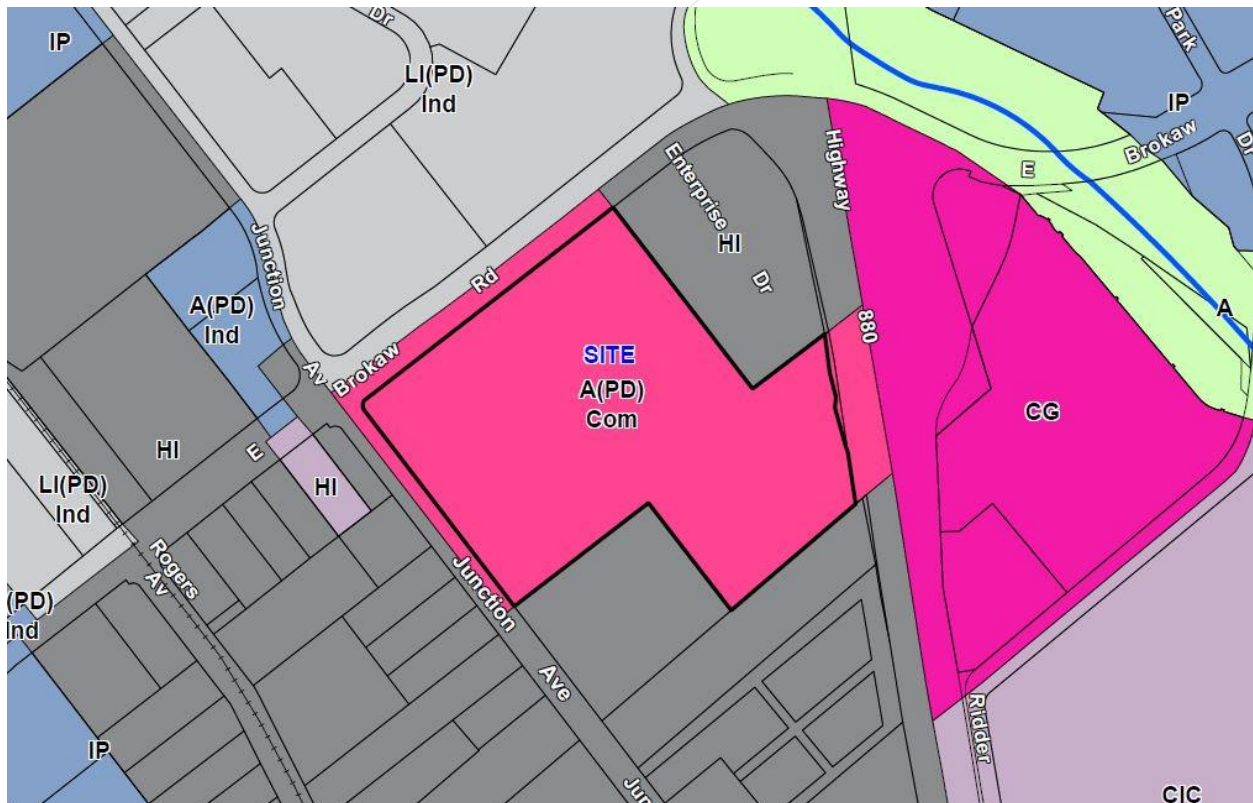 Dr
Park
IP
LI(PD)
Ind
IP
Brokaw
E
Dr
Highway
Enterprise
HI
Dr
Junction
Av
Rd
Brokaw
A(PD)
Ind
880
A
SITE
A(PD)
Com
CG
HI
E
HI
LI(PD)
Ind
Rogers
Av
Junction
Ave
(PD)
Ind
IP
Ridder
Jun
CIC